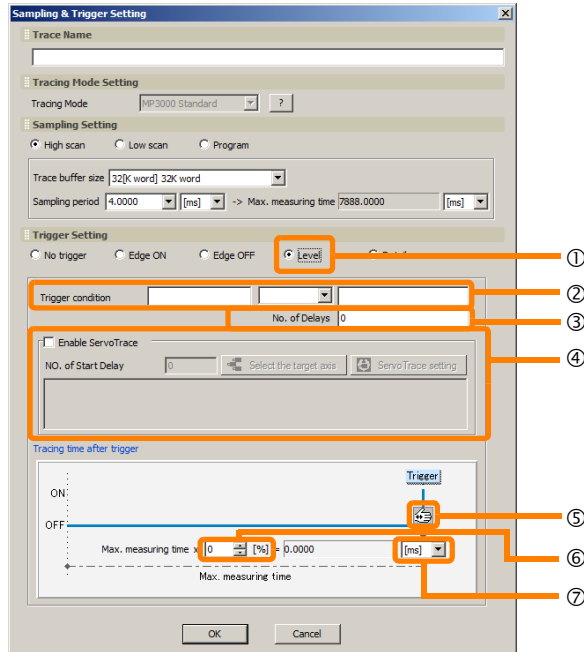 Sampling & Trigger Setting
Trace Name
Tracing Mode Setting
Tracing Mode MP3000 Standard ?
Sampling Setting
High scan Low scan Program
Trace buffer size 32[K word] 32K word
Sampling period 4.0000 [ms] -> Max. measuring time 7888.0000 [ms]
Trigger Setting
No trigger Edge ON Edge OFF Level
①
Trigger condition ②
No. of Delays 0 ③
Enable ServoTrace ④
NO. of Start Delay 0 Select the target axis ServoTrace setting
Tracing time after trigger
Trigger
ON
OFF ⑤
Max. measuring time x 0 [%] = 0.0000 [ms] ⑥
Max. measuring time
⑦
OK Cancel